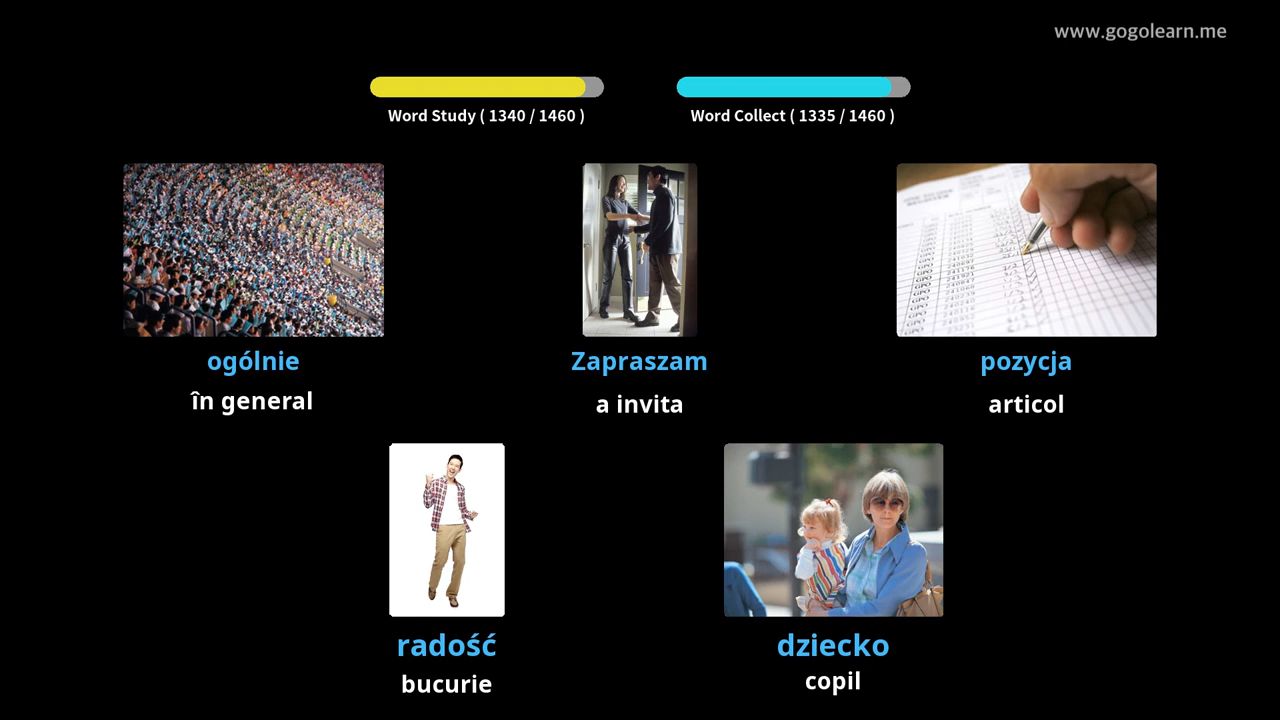 www.gogolearn.me
Word Study ( 1340 / 1460 )
Word Collect ( 1335 / 1460 )
ogólnie
în general
Zapraszam
a invita
pozycja
articol
radość
bucurie
dziecko
copil